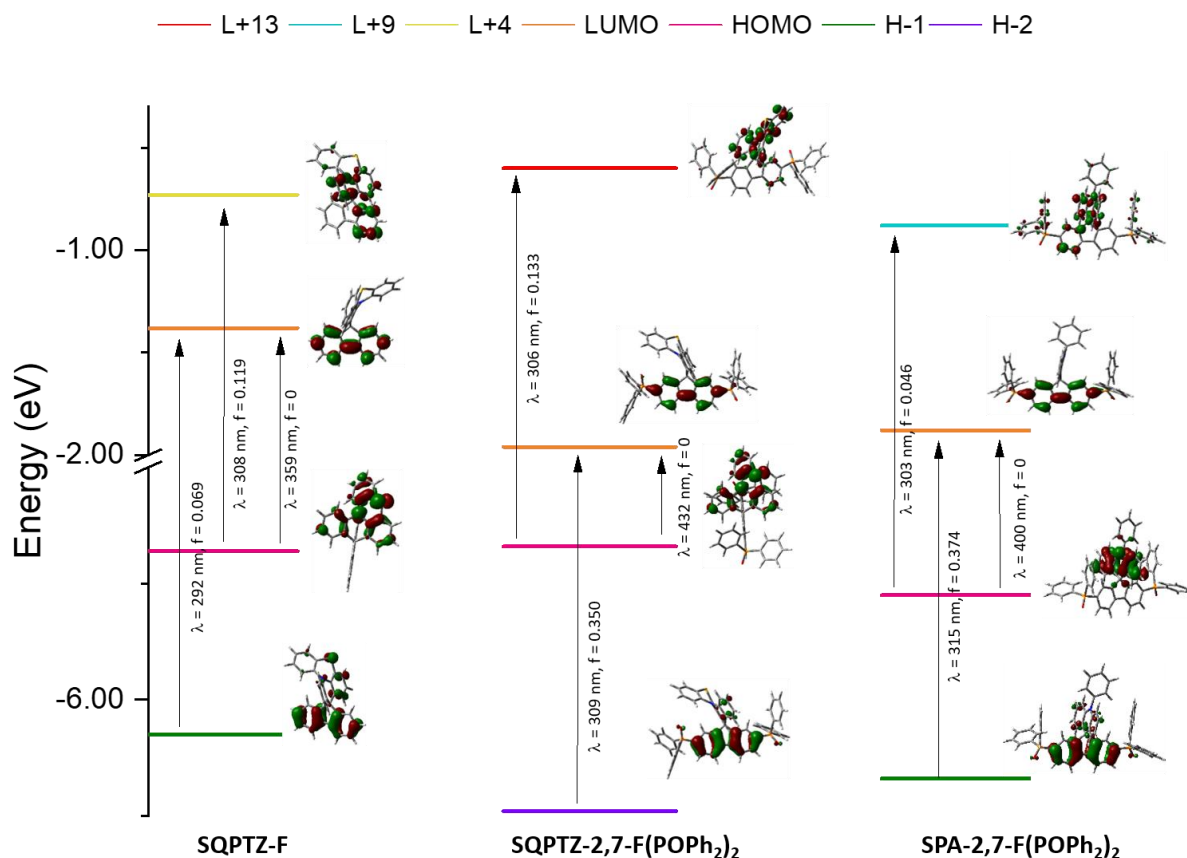 L+13 L+9 L+4 LUMO HOMO H-1 H-2
Energy (eV)
-1.00
-2.00
-6.00
λ = 292 nm, f = 0.069
λ = 308 nm, f = 0.119
λ = 359 nm, f = 0
λ = 306 nm, f = 0.133
λ = 309 nm, f = 0.350
λ = 432 nm, f = 0
λ = 303 nm, f = 0.046
λ = 315 nm, f = 0.374
λ = 400 nm, f = 0
SQPTZ-F
SQPTZ-2,7-F(POPh₂)₂
SPA-2,7-F(POPh₂)₂